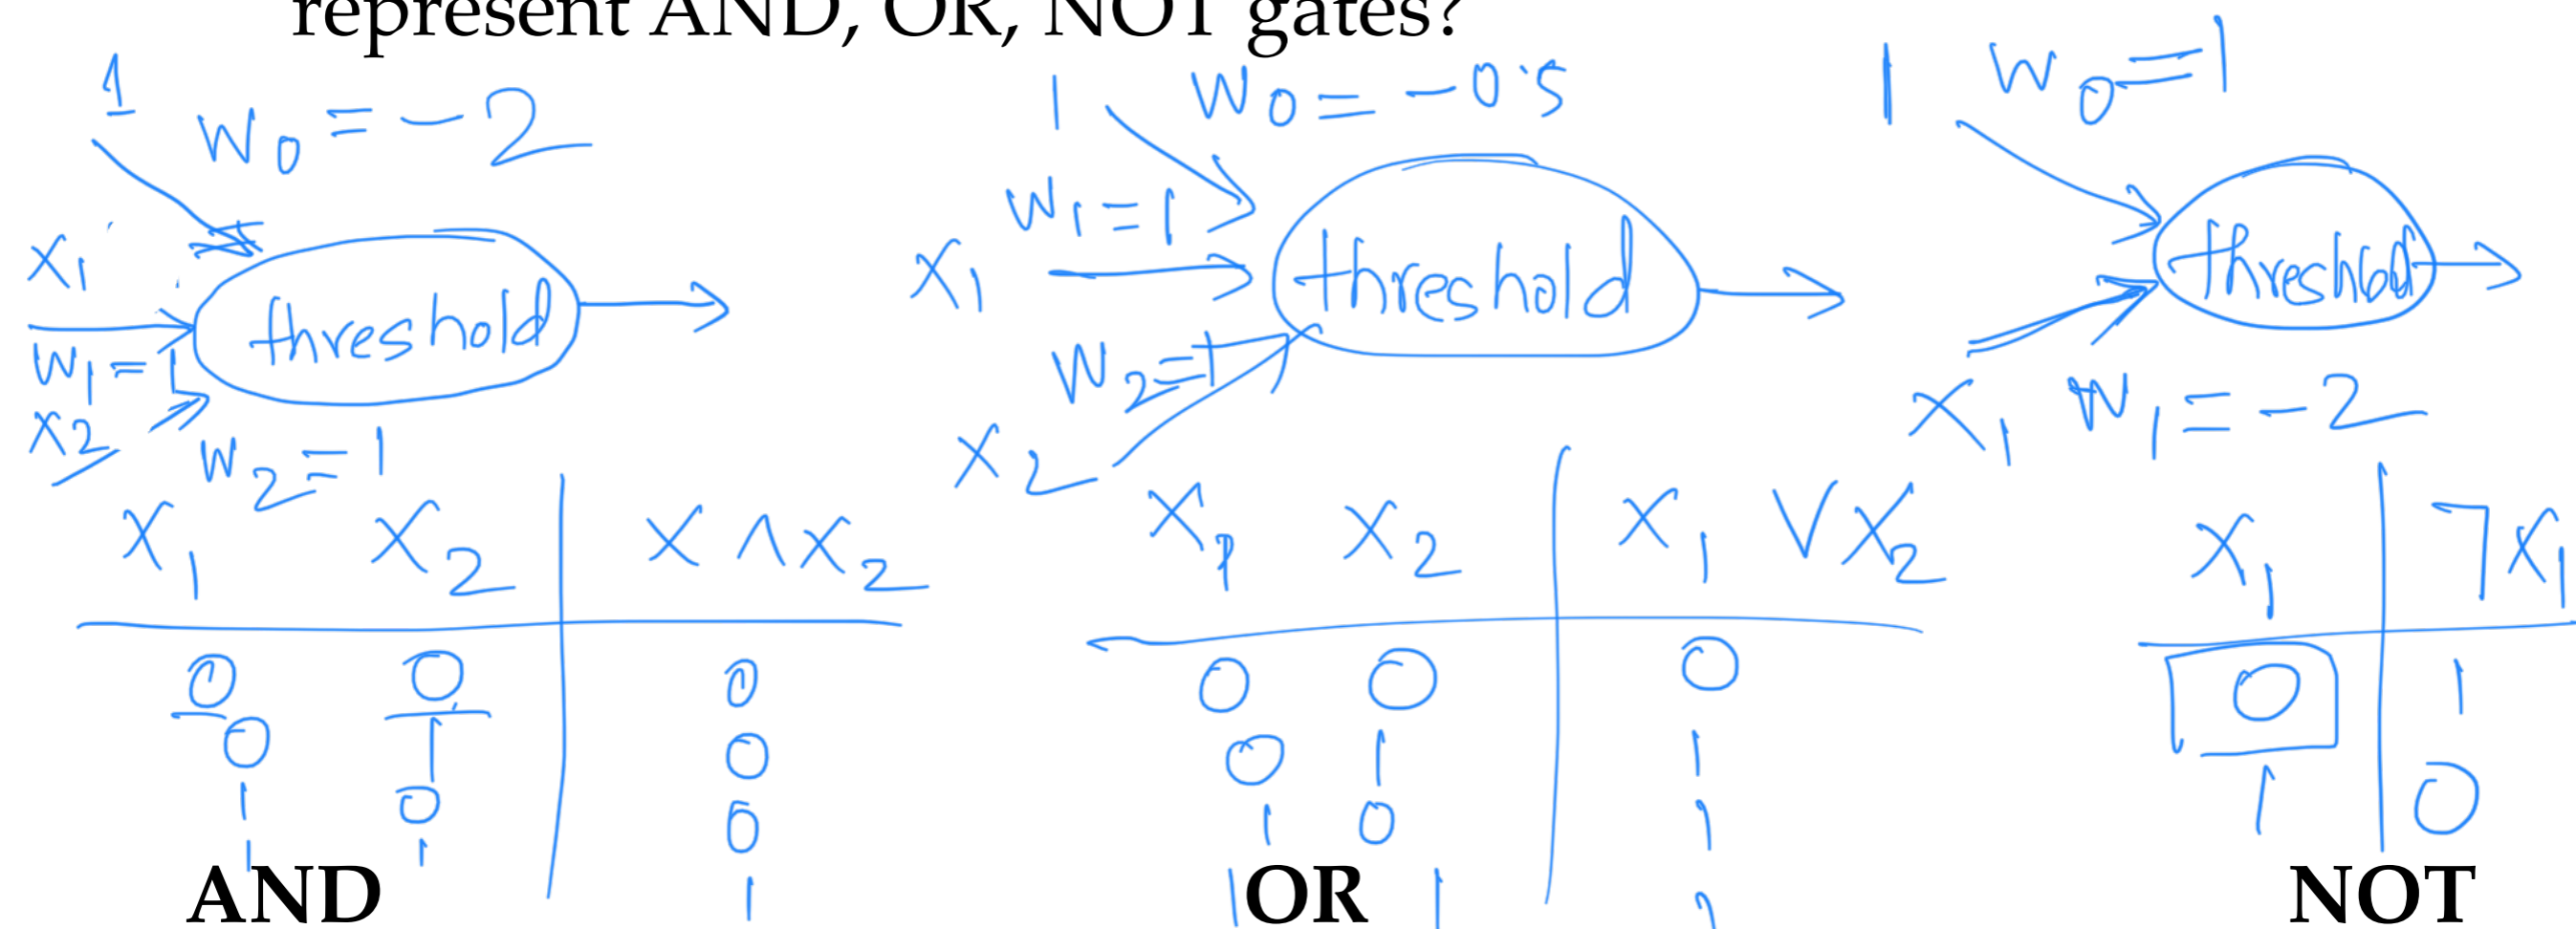 represent AND, OR, NOT gates?
1 w0 = -2
x1
threshold
w1 = 1
x2
w2 = 1
x1 x2 x ∧ x2
0 0 0
0 1 0
1 0 0
1 1 1
AND
1 w0 = -0.5
w1 = 1
x1
threshold
w2 = 1
x2
x1 x2 x1 ∨ x2
0 0 0
0 1 1
1 0 1
1 1 1
OR
1 w0 = 1
threshold
x1 w1 = -2
x1 ¬x1
0 1
1 0
NOT